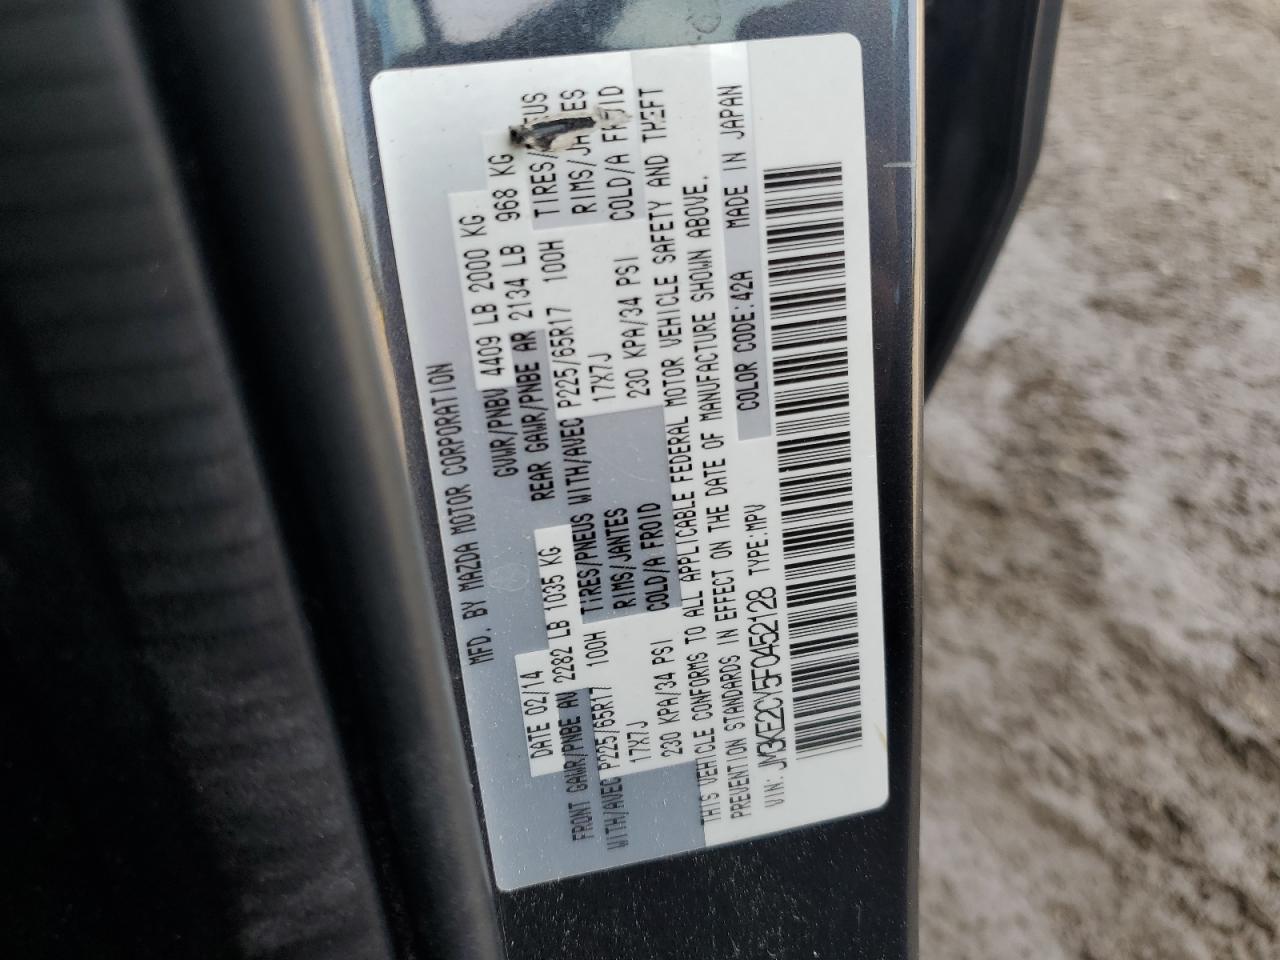 MFD. BY MAZDA MOTOR CORPORATION
DATE 02/14 GVWR/PNBV 4409 LB 2000 KG
FRONT GAWR/PNBE AV 2282 LB 1035 KG REAR GAWR/PNBE AR 2134 LB 968 KG
WITH/AVEC P225/65R17 100H TIRES/PNEUS WITH/AVEC P225/65R17 100H
17X7J RIMS/JANTES 17X7J
230 KPA/34 PSI COLD/A FROID 230 KPA/34 PSI COLD/A FROID
THIS VEHICLE CONFORMS TO ALL APPLICABLE FEDERAL MOTOR VEHICLE SAFETY AND THEFT
PREVENTION STANDARDS IN EFFECT ON THE DATE OF MANUFACTURE SHOWN ABOVE.
COLOR CODE:42A MADE IN JAPAN
VIN: JM3KE2CY5F0452128 TYPE:MPV